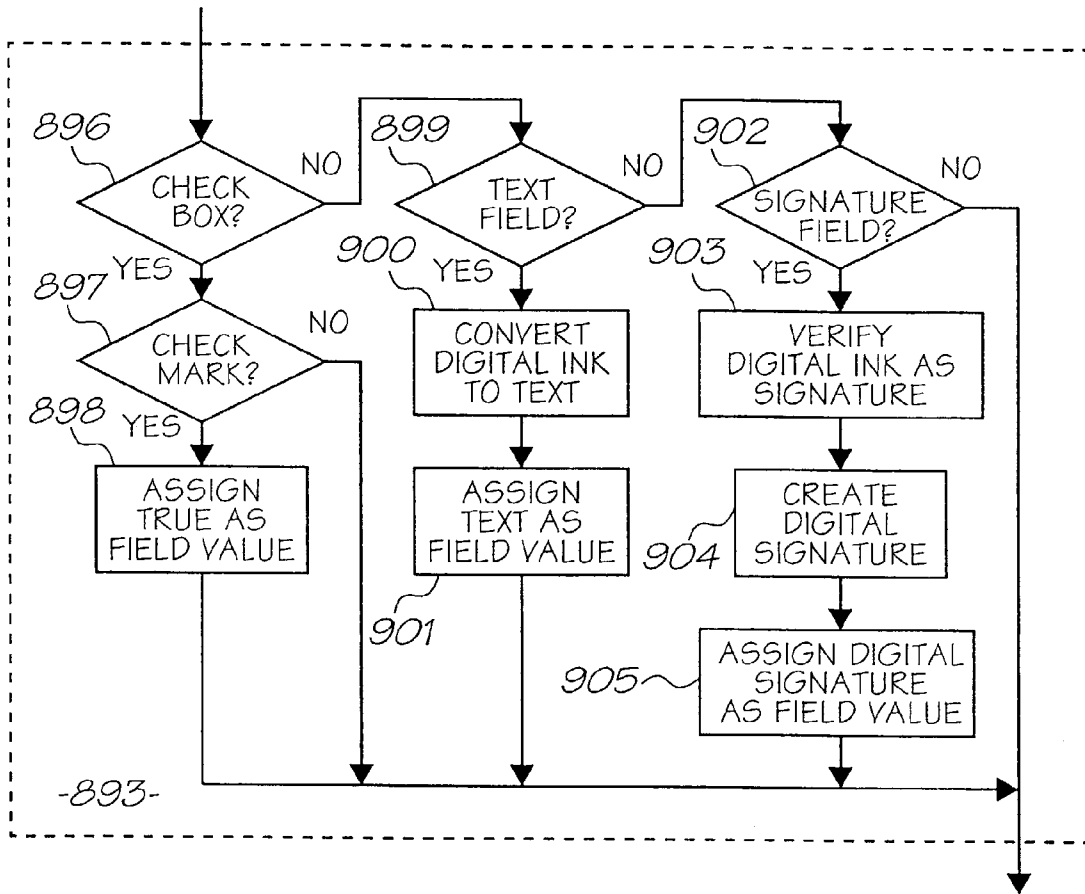 896
CHECK
BOX?
NO
YES
899
TEXT
FIELD?
NO
YES
902
SIGNATURE
FIELD?
NO
YES
897
CHECK
MARK?
NO
YES
900
CONVERT
DIGITAL INK
TO TEXT
903
VERIFY
DIGITAL INK AS
SIGNATURE
898
ASSIGN
TRUE AS
FIELD VALUE
901
ASSIGN
TEXT AS
FIELD VALUE
904
CREATE
DIGITAL
SIGNATURE
905
ASSIGN DIGITAL
SIGNATURE
AS FIELD VALUE
-893-